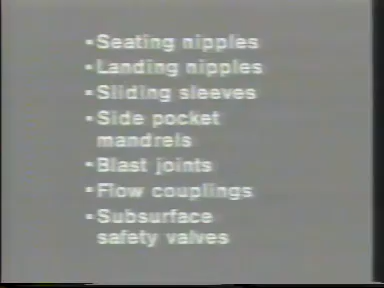 -Seating nipples
-Landing nipples
-Sliding sleeves
-Side pocket
mandrels
-Blast joints
-Flow couplings
-Subsurface
safety valves